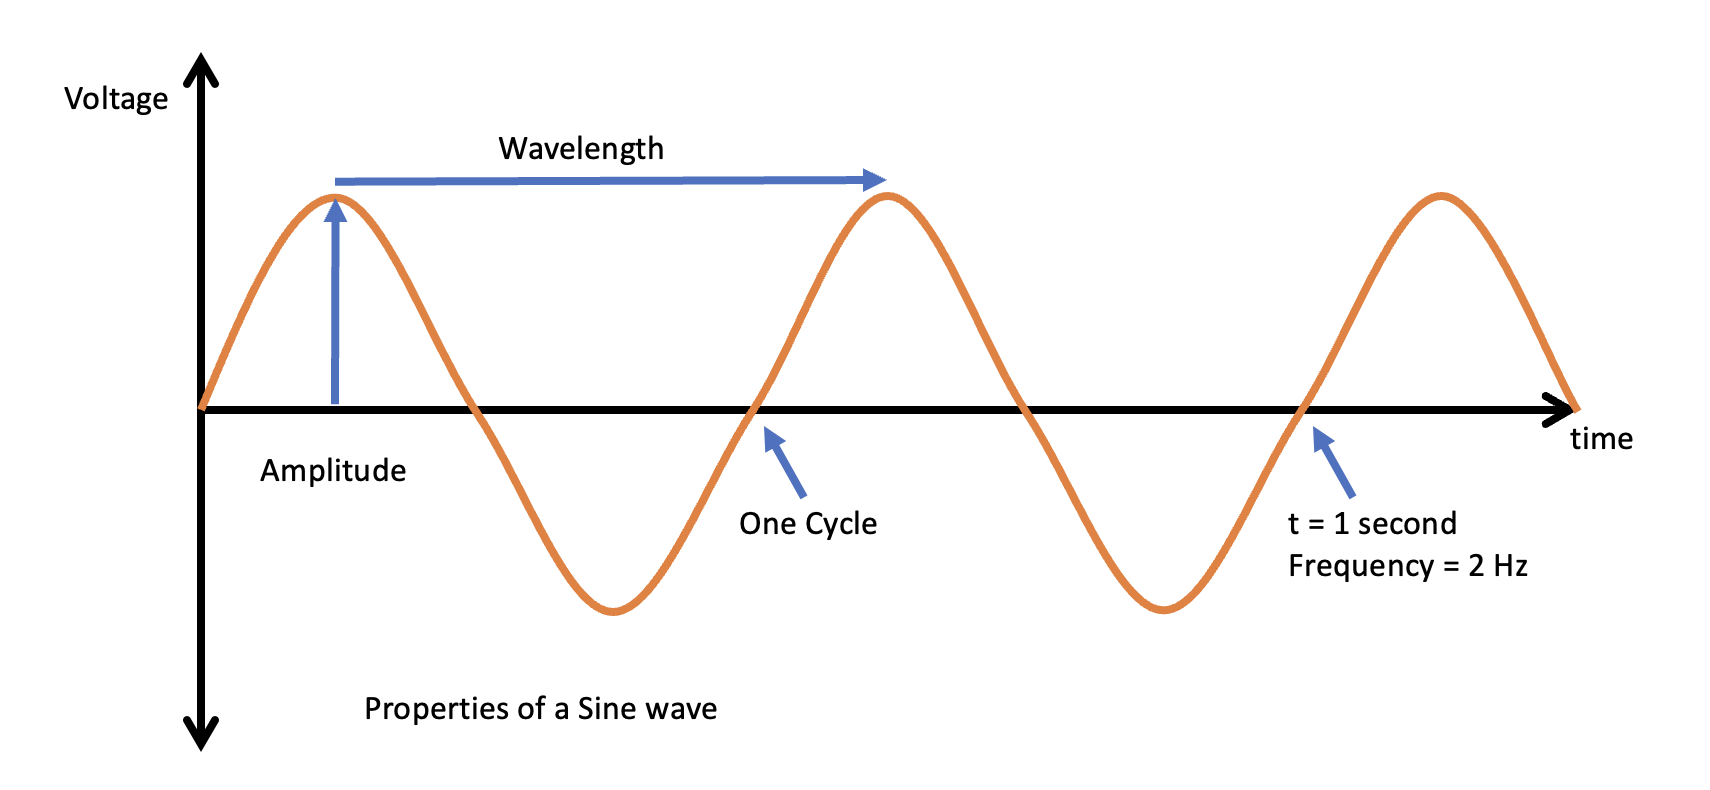 Voltage
Wavelength
time
Amplitude
One Cycle
t = 1 second
Frequency = 2 Hz
Properties of a Sine wave